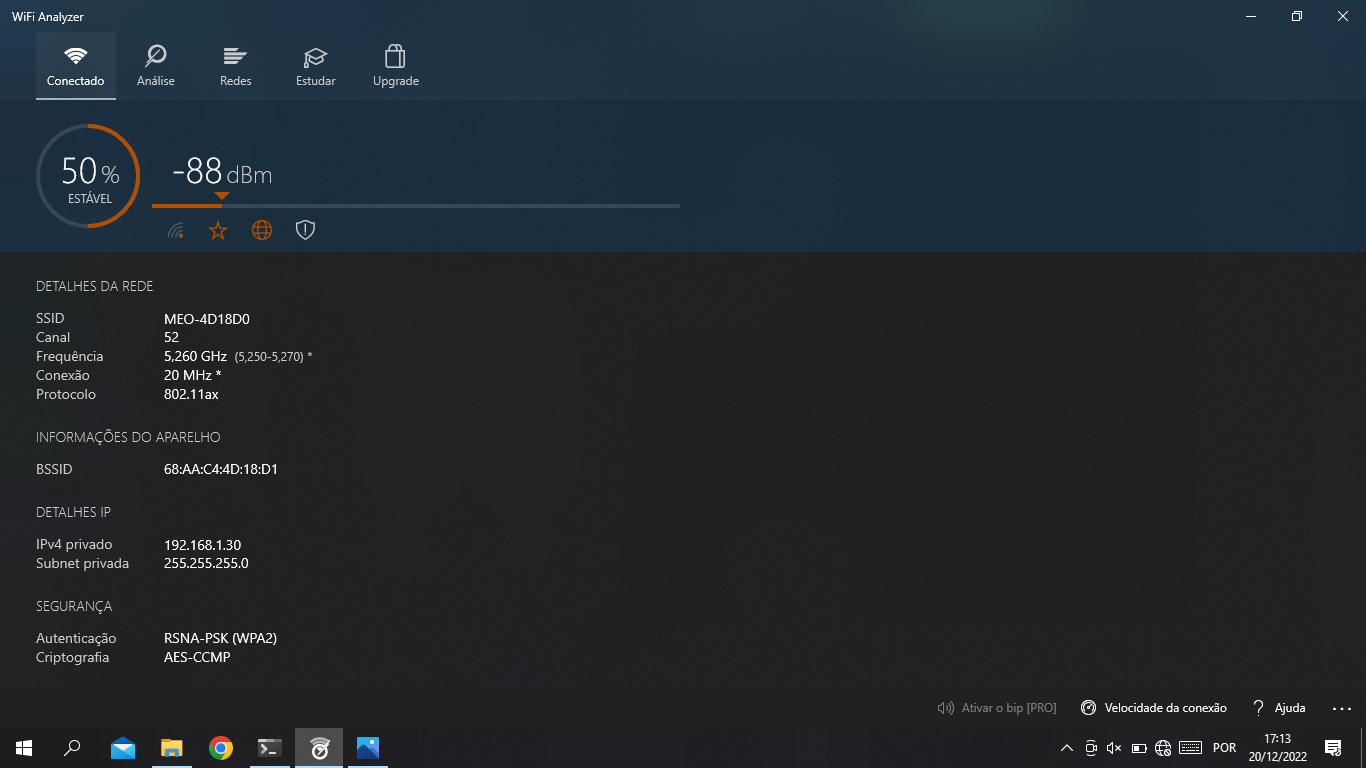 WiFi Analyzer
Conectado Análise Redes Estudar Upgrade
50 %
ESTÁVEL
-88 dBm
DETALHES DA REDE
SSID MEO-4D18D0
Canal 52
Frequência 5,260 GHz (5,250-5,270) *
Conexão 20 MHz *
Protocolo 802.11ax
INFORMAÇÕES DO APARELHO
BSSID 68:AA:C4:4D:18:D1
DETALHES IP
IPv4 privado 192.168.1.30
Subnet privada 255.255.255.0
SEGURANÇA
Autenticação RSNA-PSK (WPA2)
Criptografia AES-CCMP
Ativar o bip [PRO] Velocidade da conexão ? Ajuda ...
POR
17:13
20/12/2022